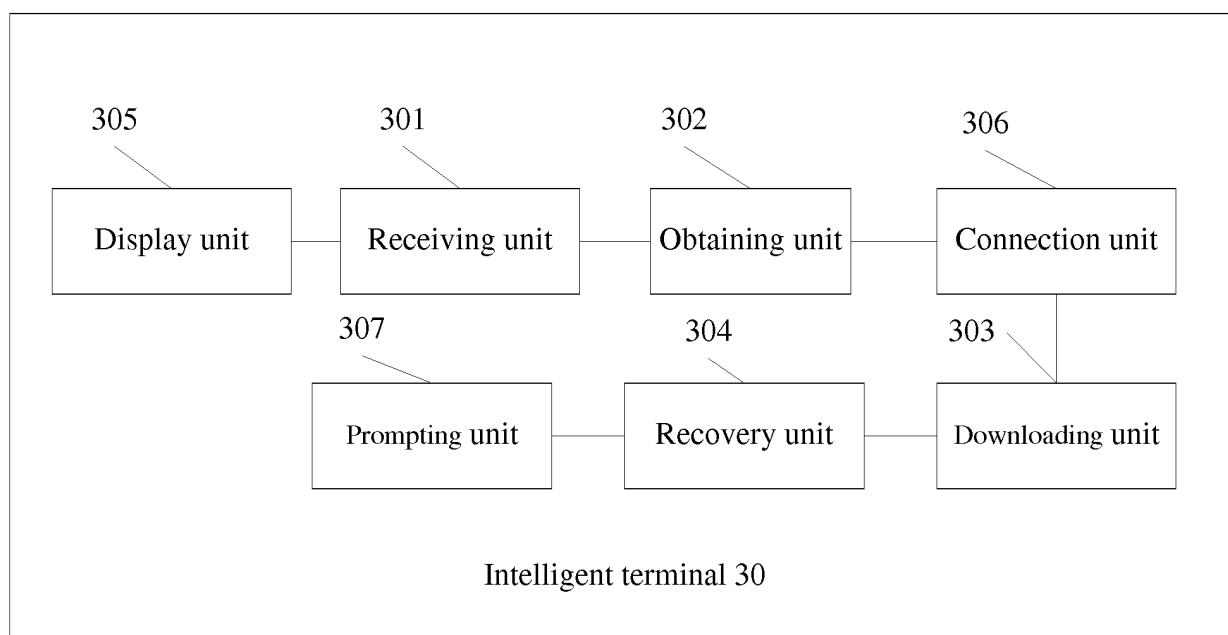 305
301
302
306
Display unit
Receiving unit
Obtaining unit
Connection unit
307
304
303
Prompting unit
Recovery unit
Downloading unit
Intelligent terminal 30